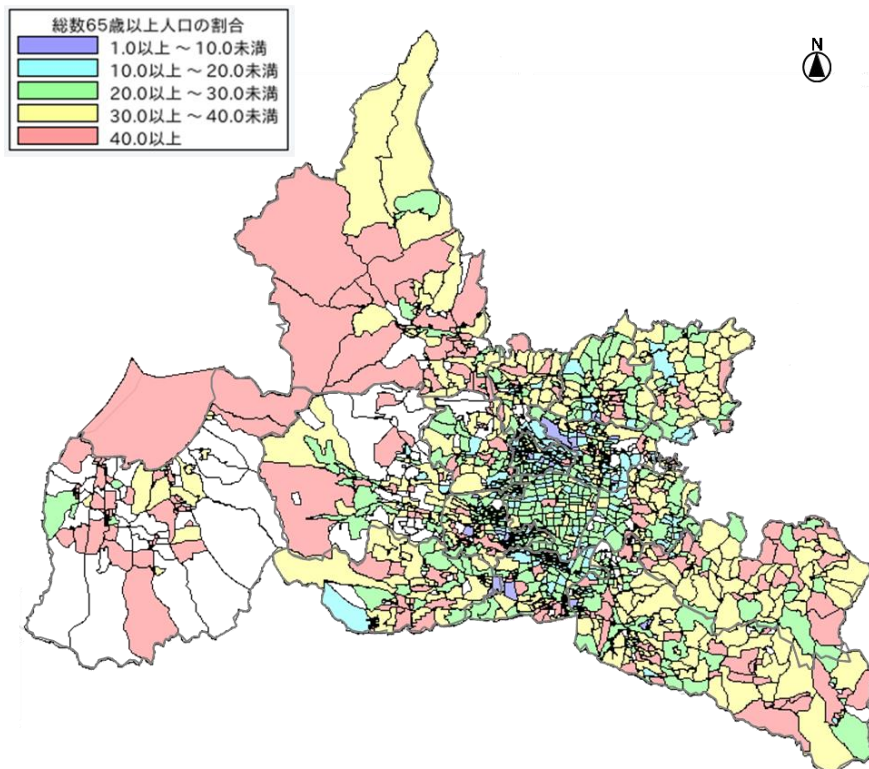 総数65歳以上人口の割合
1.0以上 ～ 10.0未満
10.0以上 ～ 20.0未満
20.0以上 ～ 30.0未満
30.0以上 ～ 40.0未満
40.0以上
N